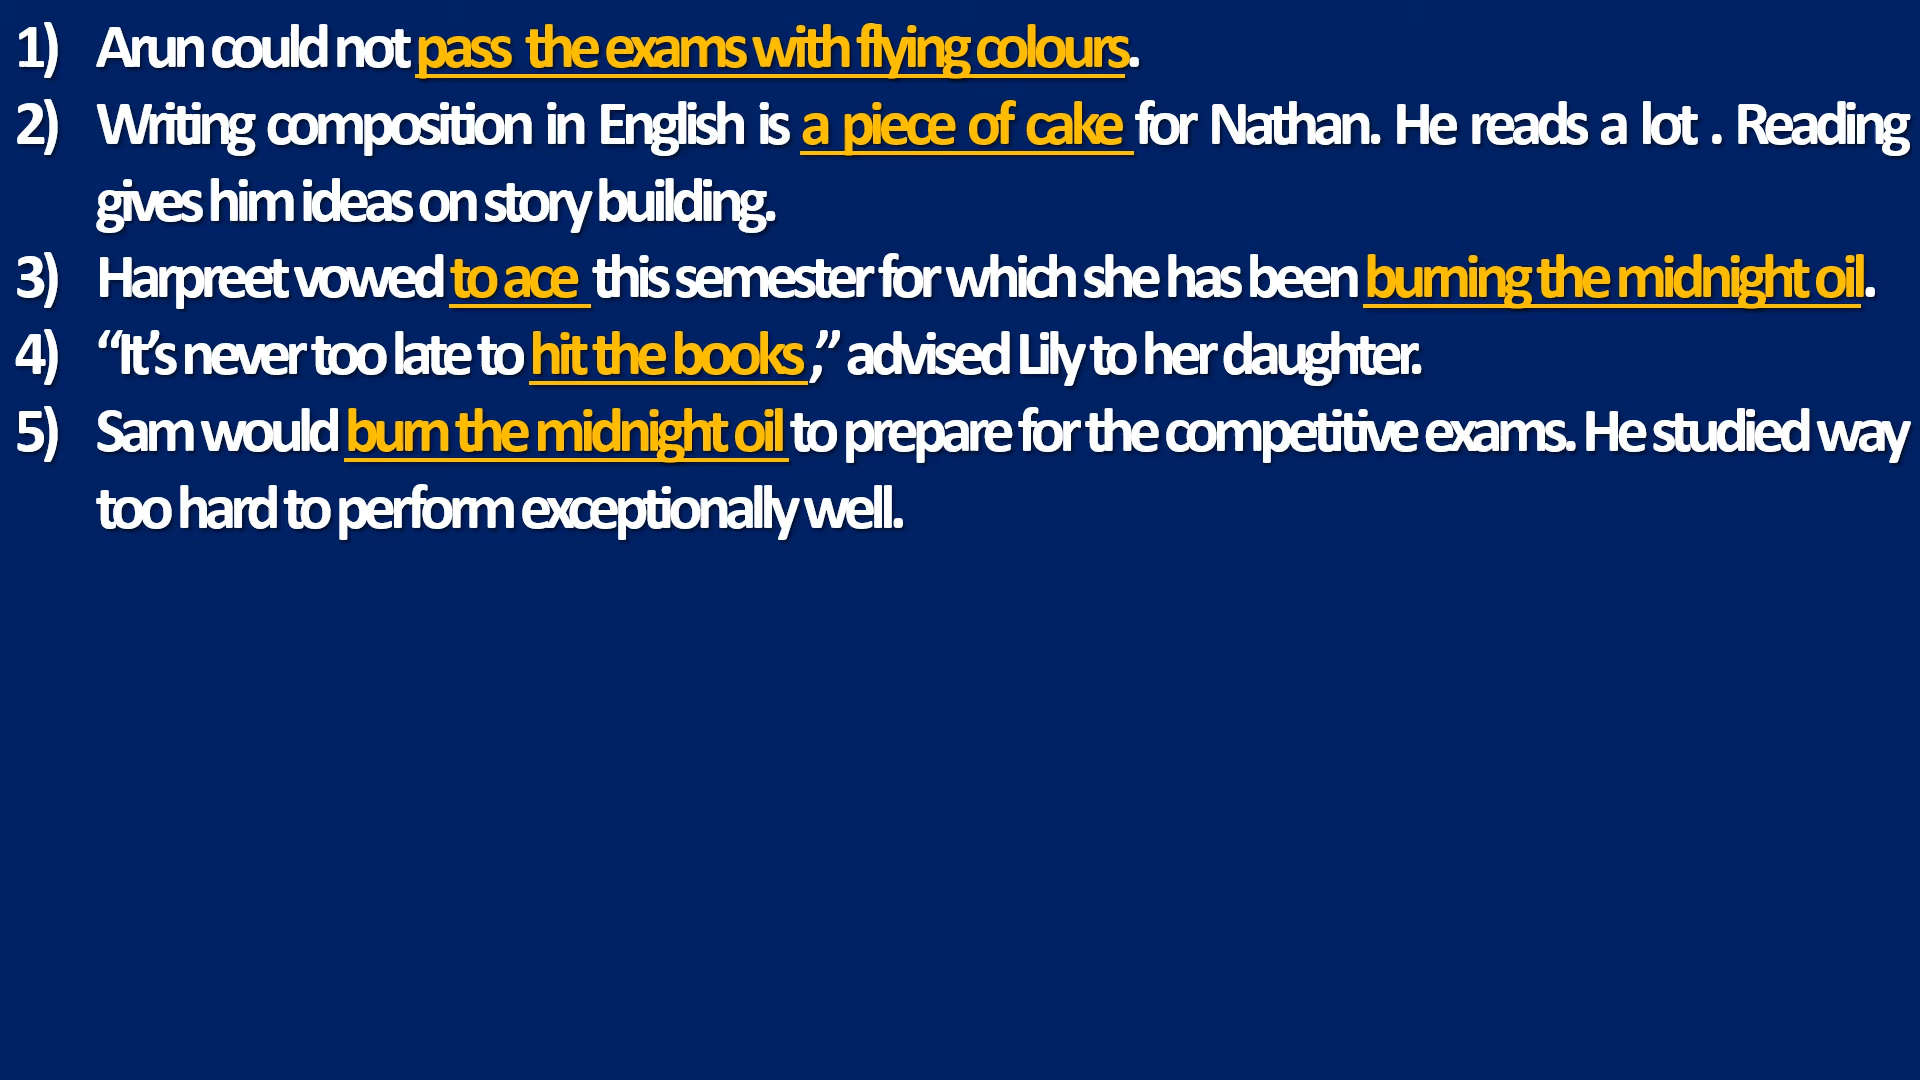 1) Arun could not pass the exams with flying colours.
2) Writing composition in English is a piece of cake for Nathan. He reads a lot . Reading
gives him ideas on story building.
3) Harpreet vowed to ace this semester for which she has been burning the midnight oil.
4) “It’s never too late to hit the books,” advised Lily to her daughter.
5) Sam would burn the midnight oil to prepare for the competitive exams. He studied way
too hard to perform exceptionally well.